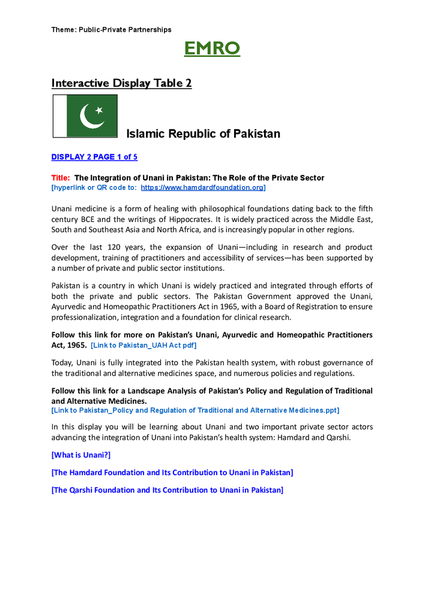 Theme: Public-Private Partnerships
EMRO
Interactive Display Table 2
Islamic Republic of Pakistan
DISPLAY 2 PAGE 1 of 5
Title: The Integration of Unani in Pakistan: The Role of the Private Sector
[hyperlink or QR code to: https://www.hamdardfoundation.org]
Unani medicine is a form of healing with philosophical foundations dating back to the fifth
century BCE and the writings of Hippocrates. It is widely practiced across the Middle East,
South and Southeast Asia and North Africa, and is increasingly popular in other regions.
Over the last 120 years, the expansion of Unani—including in research and product
development, training of practitioners and accessibility of services—has been supported by
a number of private and public sector institutions.
Pakistan is a country in which Unani is widely practiced and integrated through efforts of
both the private and public sectors. The Pakistan Government approved the Unani,
Ayurvedic and Homeopathic Practitioners Act in 1965, with a Board of Registration to ensure
professionalization, integration and a foundation for clinical research.
Follow this link for more on Pakistan's Unani, Ayurvedic and Homeopathic Practitioners
Act, 1965. [Link to Pakistan_UAH Act pdf]
Today, Unani is fully integrated into the Pakistan health system, with robust governance of
the traditional and alternative medicines space, and numerous policies and regulations.
Follow this link for a Landscape Analysis of Pakistan's Policy and Regulation of Traditional
and Alternative Medicines.
[Link to Pakistan_Policy and Regulation of Traditional and Alternative Medicines.ppt]
In this display you will be learning about Unani and two important private sector actors
advancing the integration of Unani into Pakistan's health system: Hamdard and Qarshi.
[What is Unani?]
[The Hamdard Foundation and Its Contribution to Unani in Pakistan]
[The Qarshi Foundation and Its Contribution to Unani in Pakistan]